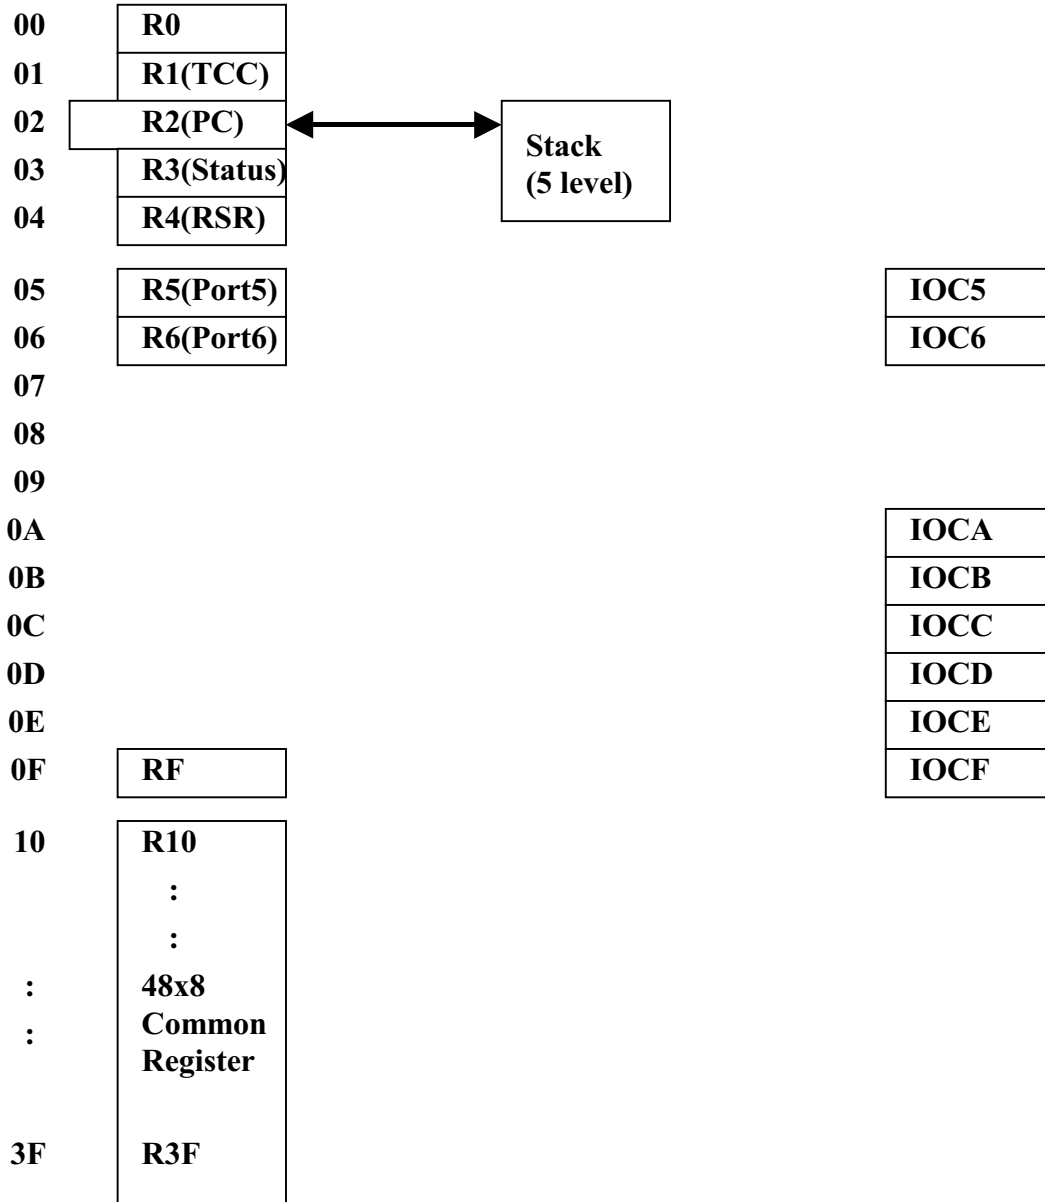 00 R0
01 R1(TCC)
02 R2(PC)
Stack
(5 level)
03 R3(Status)
04 R4(RSR)
05 R5(Port5) IOC5
06 R6(Port6) IOC6
07
08
09
0A IOCA
0B IOCB
0C IOCC
0D IOCD
0E IOCE
0F RF IOCF
10 R10
:
:
: 48x8
: Common
Register
3F R3F